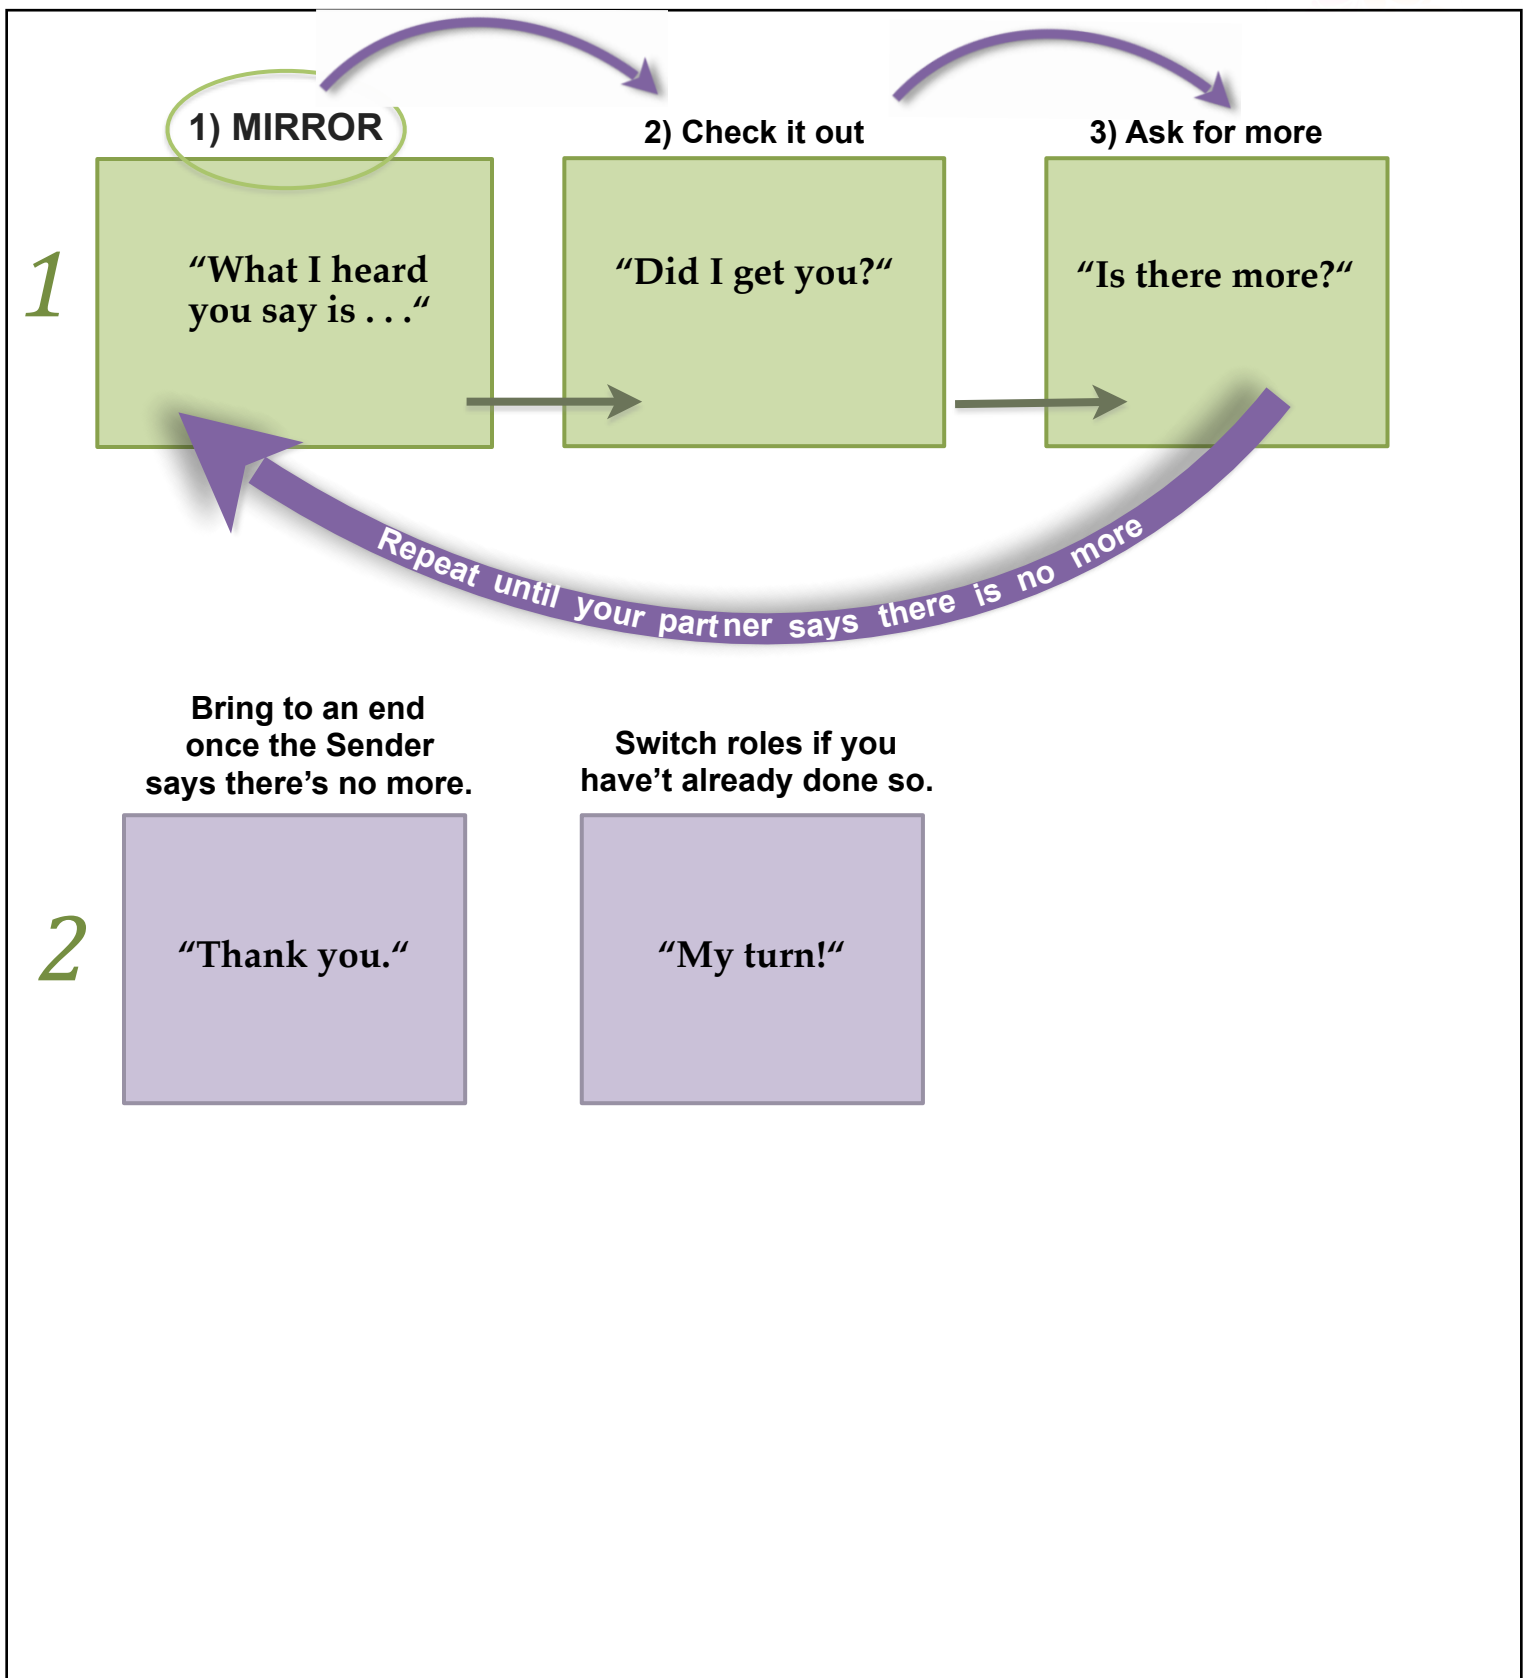 1) MIRROR
2) Check it out
3) Ask for more
1
“What I heard
you say is . . .“
“Did I get you?“
“Is there more?“
Repeat until your partner says there is no more
Bring to an end
once the Sender
says there’s no more.
Switch roles if you
have’t already done so.
2
“Thank you.“
“My turn!“